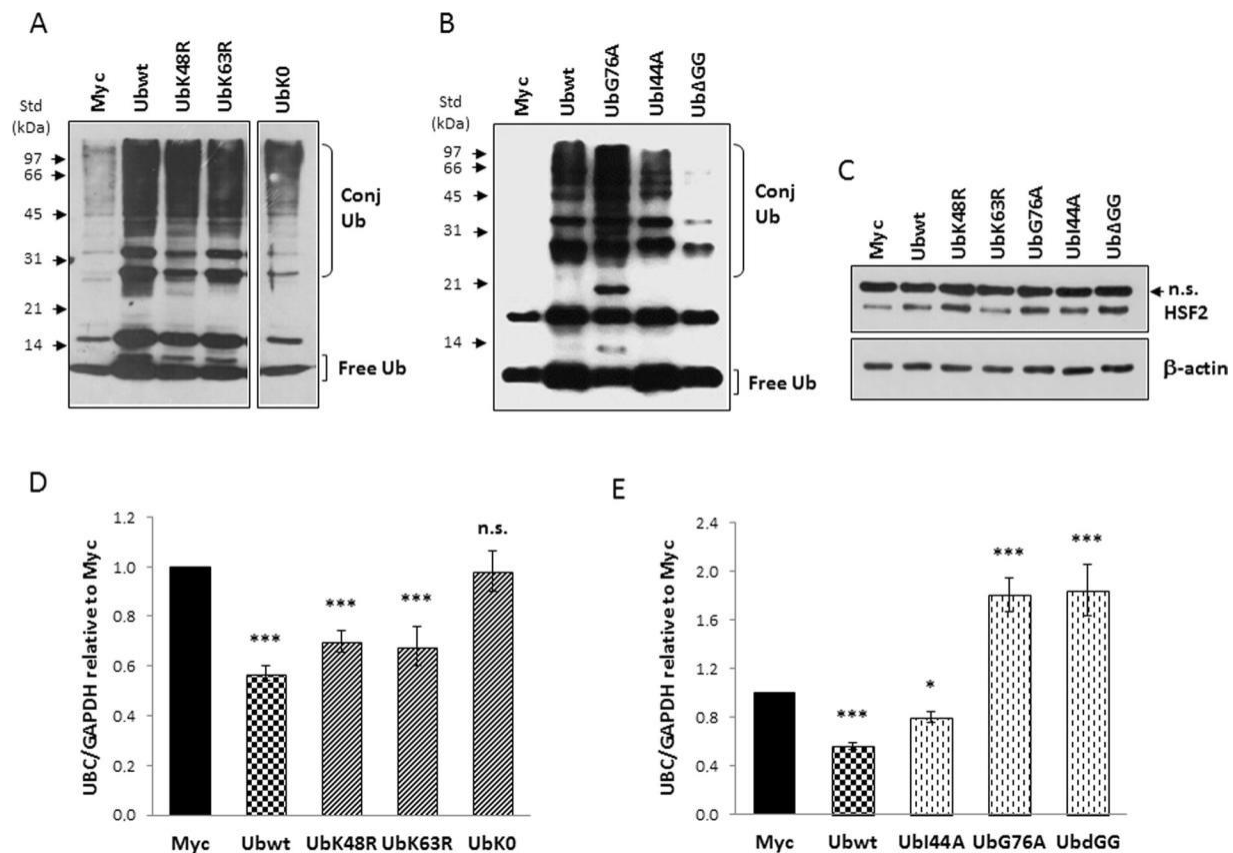 A
Myc
Ubwt
UbK48R
UbK63R
UbK0
Std
(kDa)
97
66
45
31
21
14
Conj
Ub
Free Ub
B
Myc
Ubwt
UbG76A
UbI44A
UbΔGG
Std
(kDa)
97
66
45
31
21
14
Conj
Ub
Free Ub
C
Myc
Ubwt
UbK48R
UbK63R
UbG76A
UbI44A
UbΔGG
n.s.
HSF2
β-actin
D
UBC/GAPDH relative to Myc
1.2
1.0
0.8
0.6
0.4
0.2
0.0
***
***
***
n.s.
Myc Ubwt UbK48R UbK63R UbK0
E
UBC/GAPDH relative to Myc
2.4
2.0
1.6
1.2
0.8
0.4
0.0
***
*
***
***
Myc Ubwt UbI44A UbG76A UbdGG